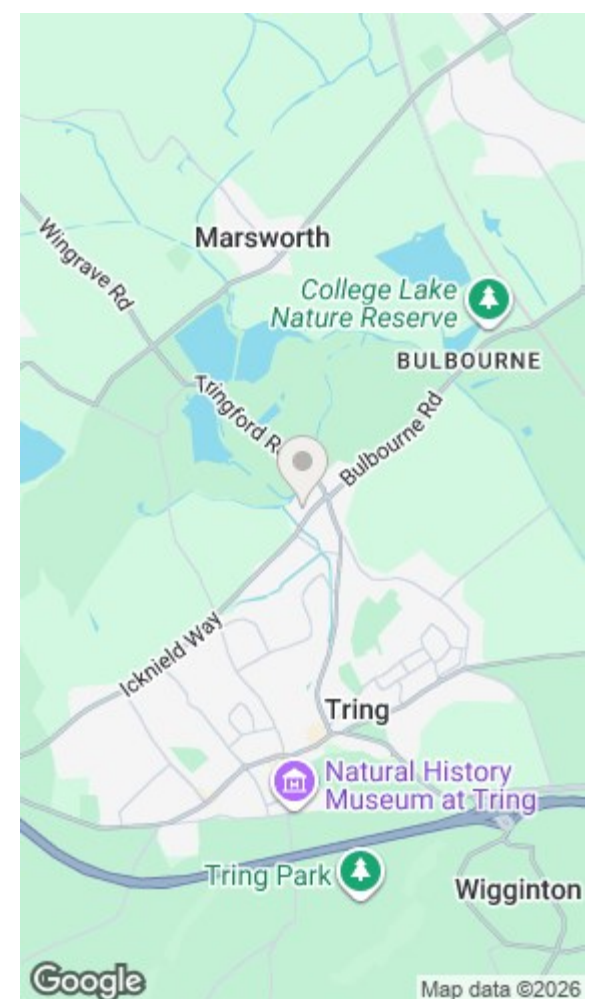 Marsworth
Wingrave Rd
College Lake
Nature Reserve
BULBOURNE
Tringford R
Bulbourne Rd
Icknield Way
Tring
Natural History
Museum at Tring
Tring Park
Wigginton
Google
Map data ©2026